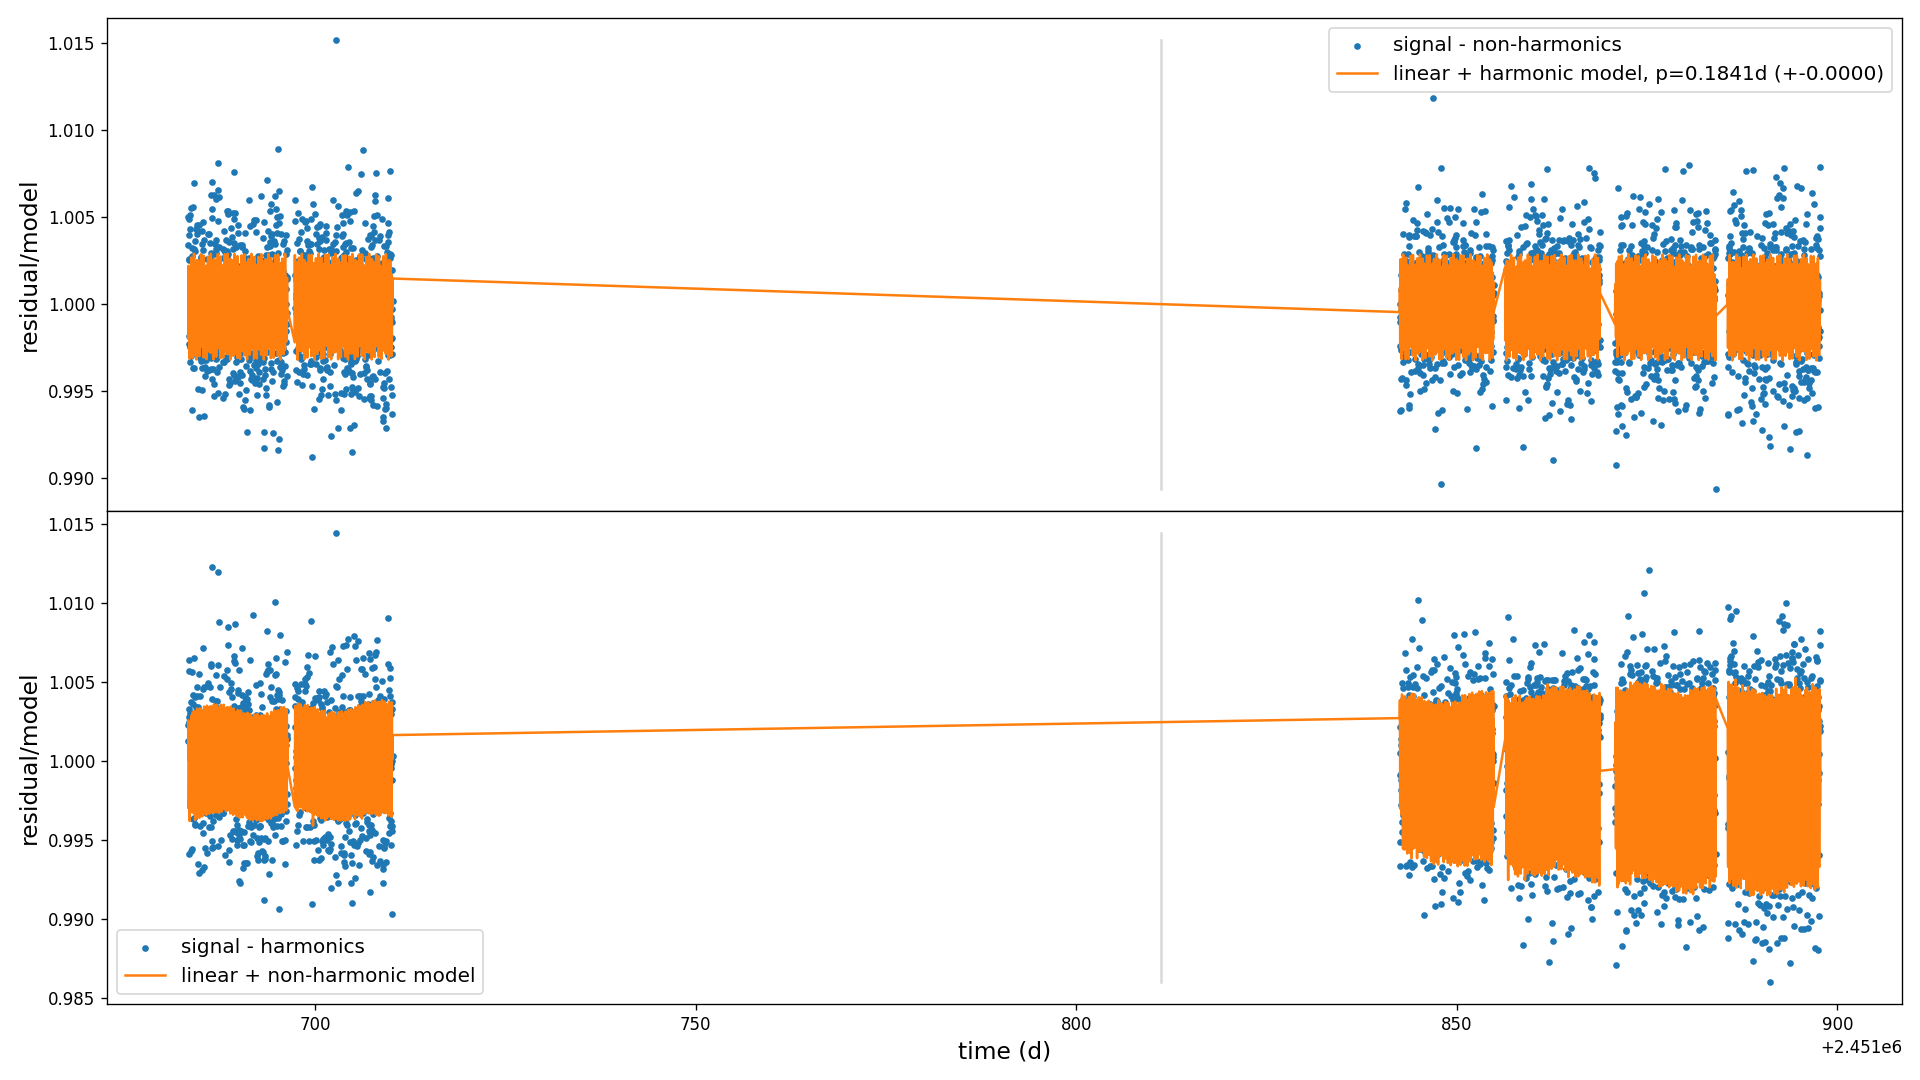 signal - non-harmonics
linear + harmonic model, p=0.1841d (+-0.0000)
residual/model
1.015
1.010
1.005
1.000
0.995
0.990
residual/model
1.015
1.010
1.005
1.000
0.995
0.990
0.985
signal - harmonics
linear + non-harmonic model
700 750 800 850 900
time (d)
+2.451e6